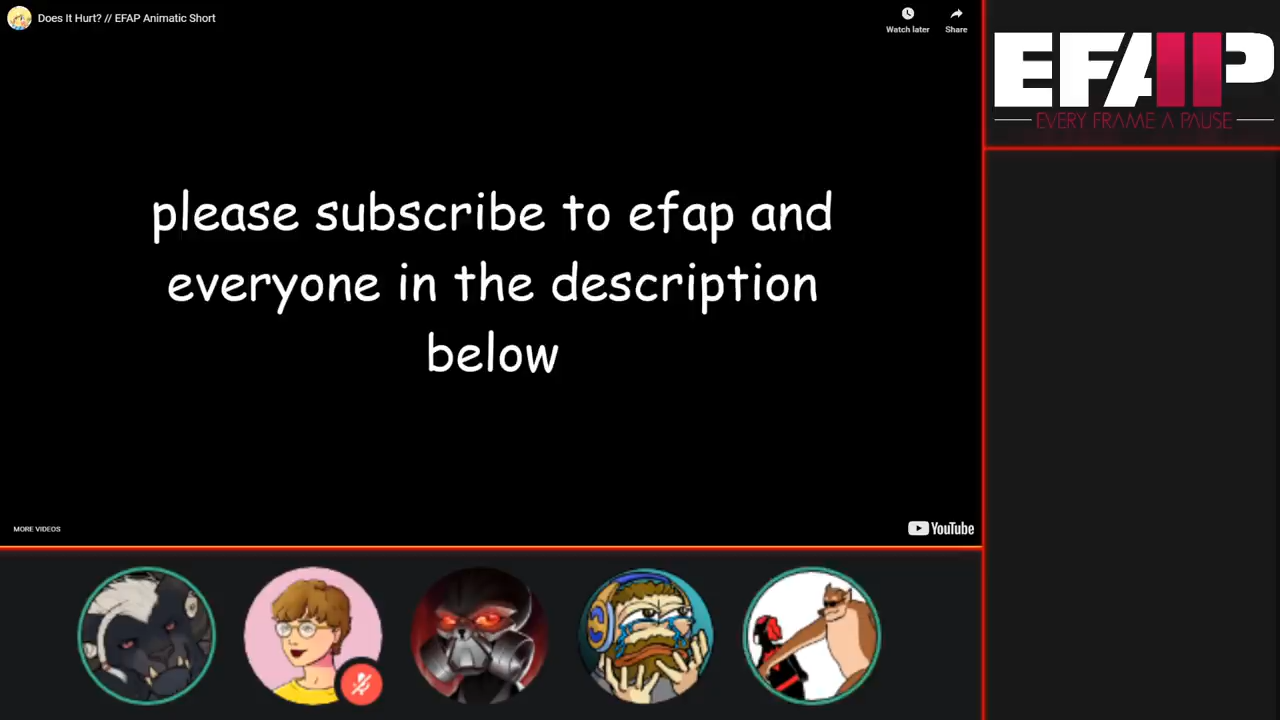 Does It Hurt? // EFAP Animatic Short
Watch later
Share
EFAP
EVERY FRAME A PAUSE
please subscribe to efap and
everyone in the description
below
MORE VIDEOS
YouTube